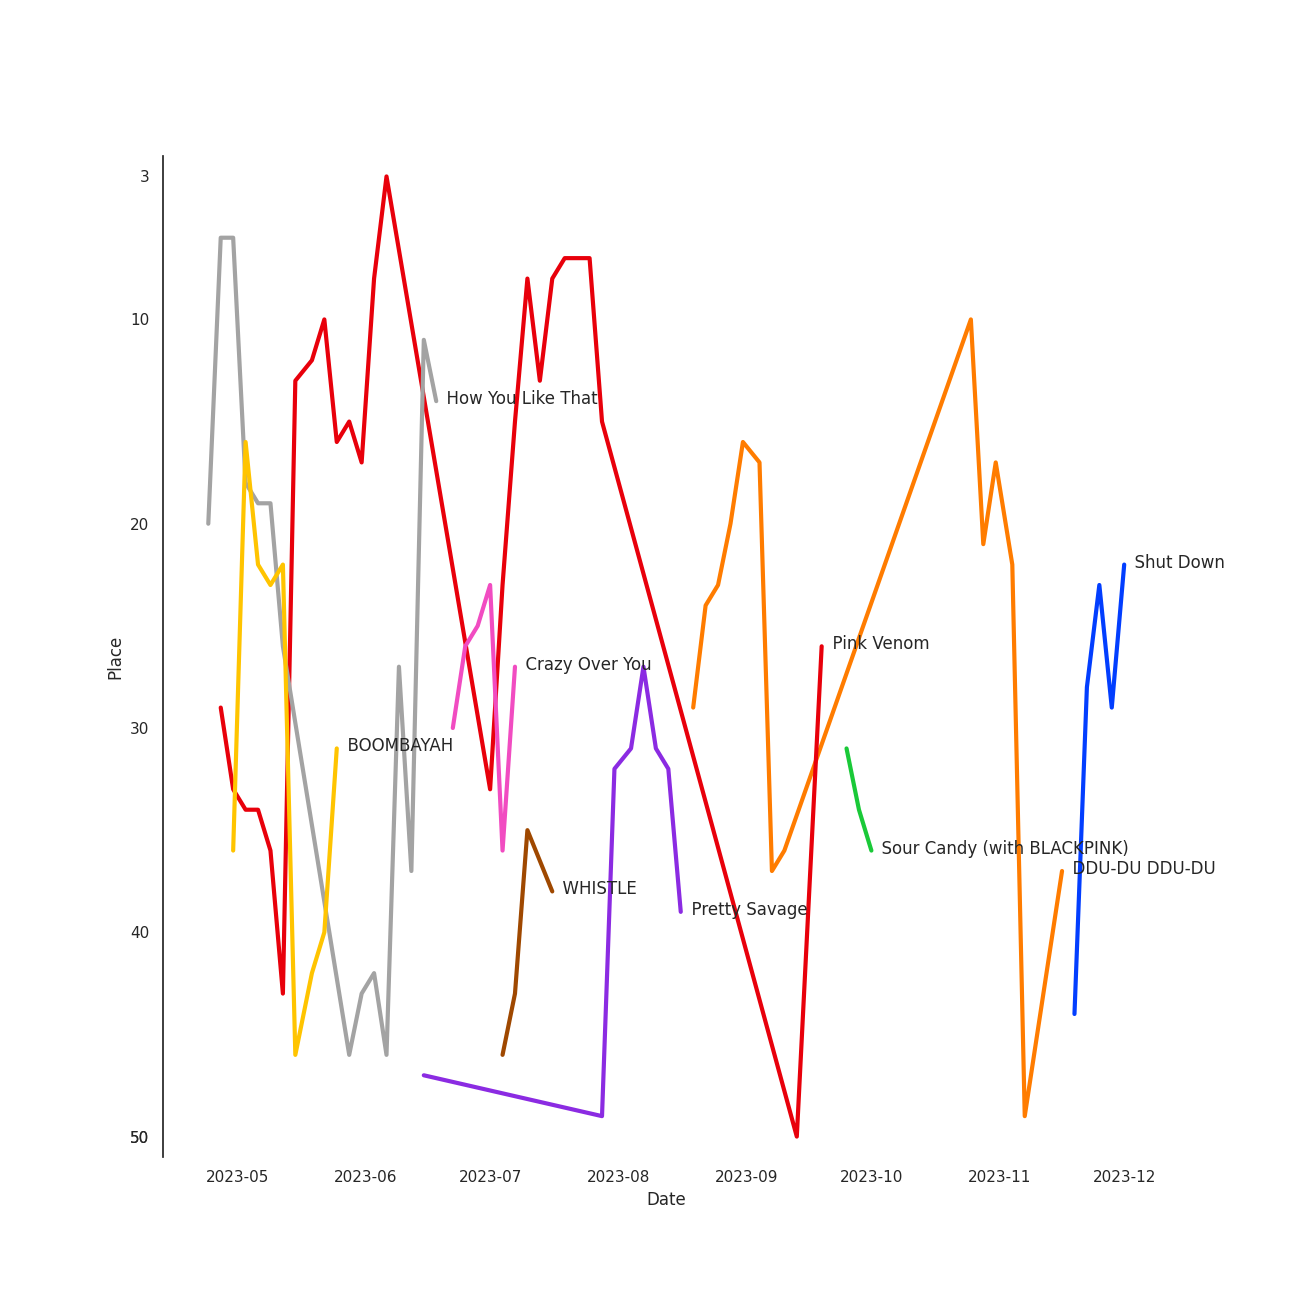 3
10
20
30
40
50
Place
How You Like That
Shut Down
Pink Venom
Crazy Over You
BOOMBAYAH
Sour Candy (with BLACKPINK)
DDU-DU DDU-DU
WHISTLE
Pretty Savage
2023-05
2023-06
2023-07
2023-08
2023-09
2023-10
2023-11
2023-12
Date